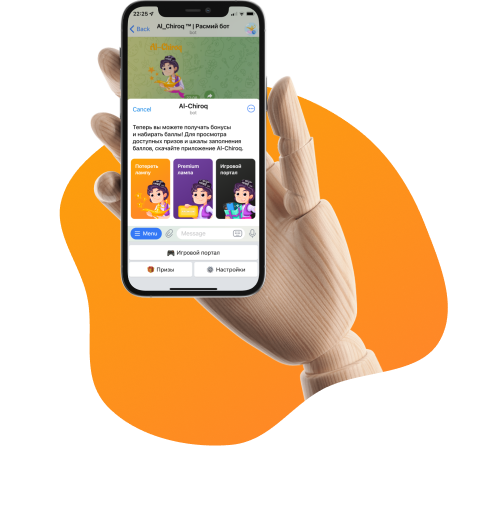 22:25
Back
Al_Chiroq ™ | Расмий бот
bot
Al-Chiroq
Cancel
Al-Chiroq
bot
Теперь вы можете получать бонусы
и набирать баллы! Для просмотра
доступных призов и шкалы заполнения
баллов, скачайте приложение Al-Chiroq.
Потереть
лампу
Premium
лампа
Игровой
портал
Menu
Message
Игровой портал
Призы
Настройки